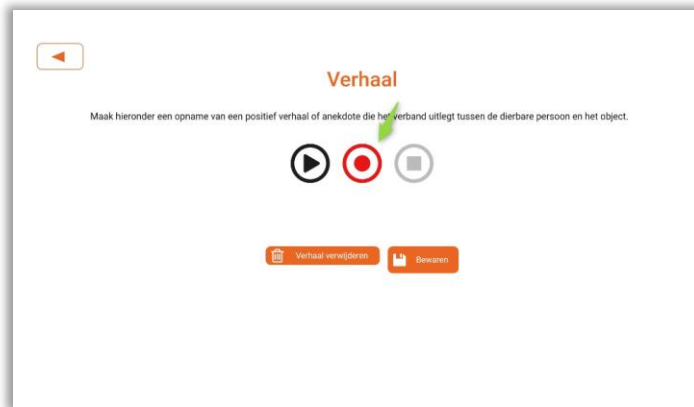 Verhaal
Maak hieronder een opname van een positief verhaal of anekdote die het verband uitlegt tussen de dierbare persoon en het object.
Verhaal verwijderen
Bewaren